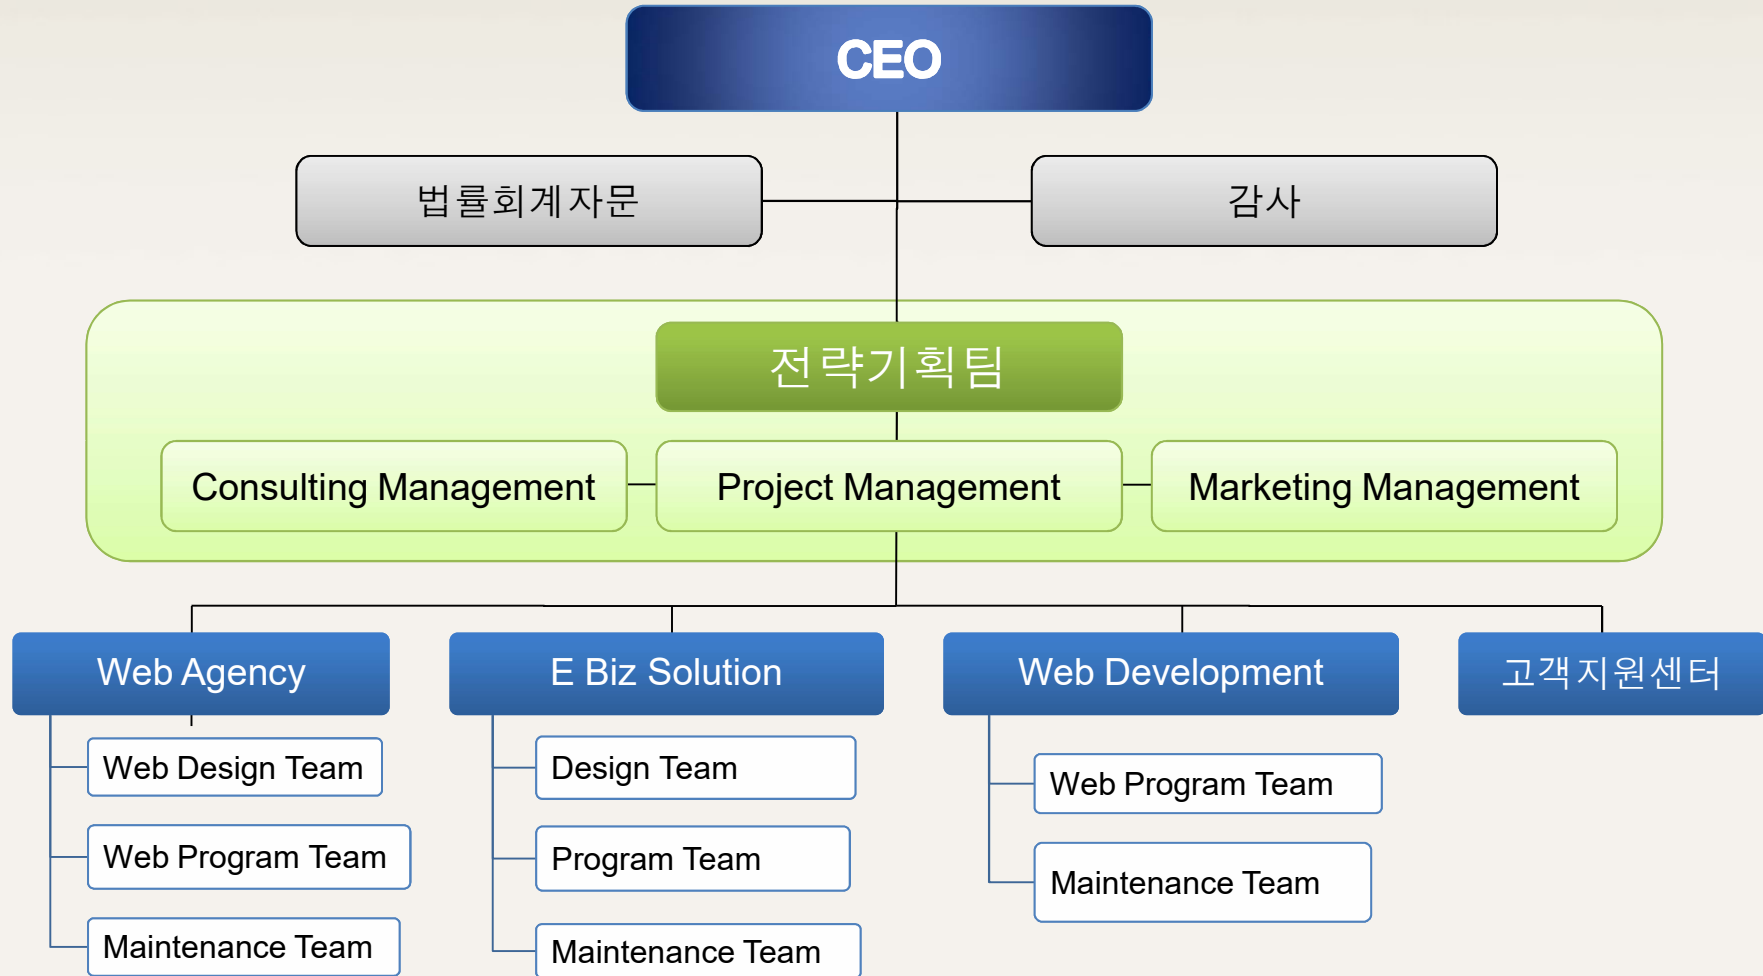 CEO
법률회계자문
감사
전략기획팀
Consulting Management
Project Management
Marketing Management
Web Agency
E Biz Solution
Web Development
고객지원센터
Web Design Team
Web Program Team
Maintenance Team
Design Team
Program Team
Maintenance Team
Web Program Team
Maintenance Team